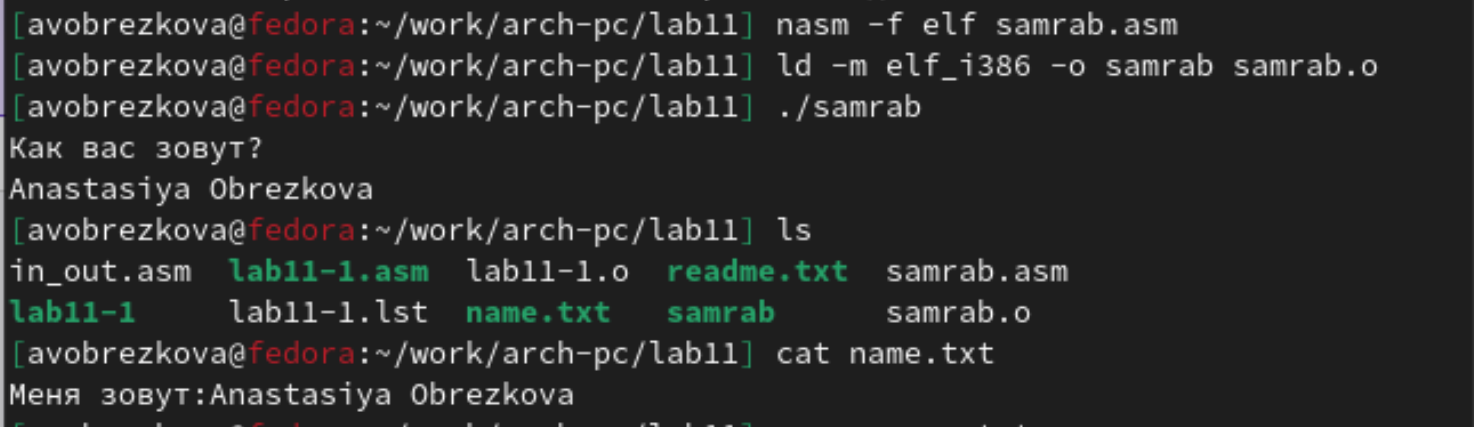 [avobrezkova@fedora:~/work/arch-pc/lab11] nasm -f elf samrab.asm
[avobrezkova@fedora:~/work/arch-pc/lab11] ld -m elf_i386 -o samrab samrab.o
[avobrezkova@fedora:~/work/arch-pc/lab11] ./samrab
Как вас зовут?
Anastasiya Obrezkova
[avobrezkova@fedora:~/work/arch-pc/lab11] ls
in_out.asm lab11-1.asm lab11-1.o readme.txt samrab.asm
lab11-1 lab11-1.lst name.txt samrab samrab.o
[avobrezkova@fedora:~/work/arch-pc/lab11] cat name.txt
Меня зовут:Anastasiya Obrezkova